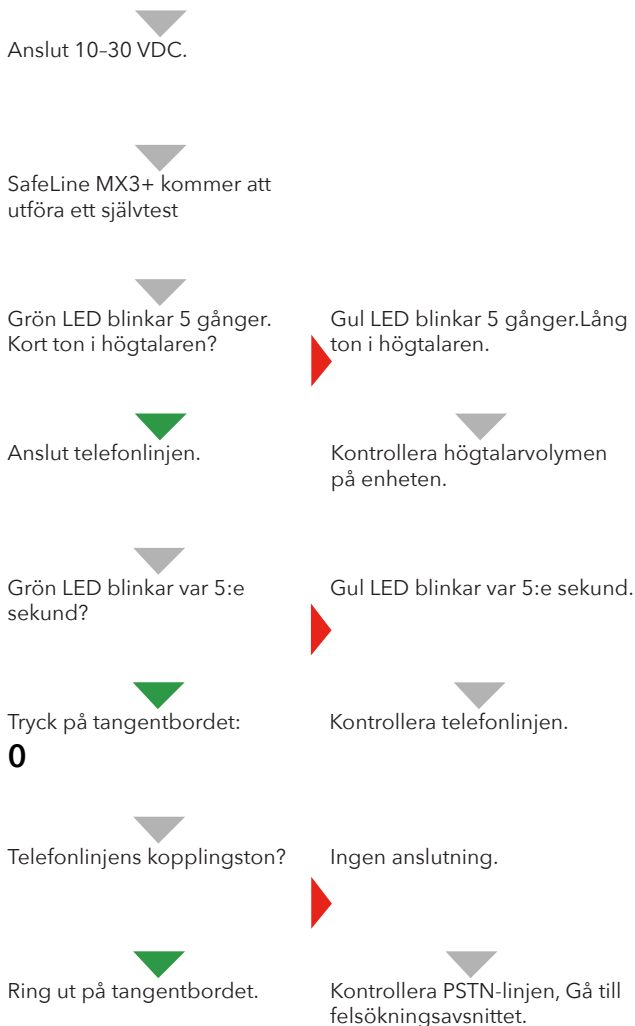 Anslut 10–30 VDC.
SafeLine MX3+ kommer att
utföra ett självtest
Grön LED blinkar 5 gånger.
Kort ton i högtalaren?
Gul LED blinkar 5 gånger.Lång
ton i högtalaren.
Anslut telefonlinjen.
Kontrollera högtalarvolymen
på enheten.
Grön LED blinkar var 5:e
sekund?
Gul LED blinkar var 5:e sekund.
Tryck på tangentbordet:
0
Kontrollera telefonlinjen.
Telefonlinjens kopplingston?
Ingen anslutning.
Ring ut på tangentbordet.
Kontrollera PSTN-linjen, Gå till
felsökningsavsnittet.